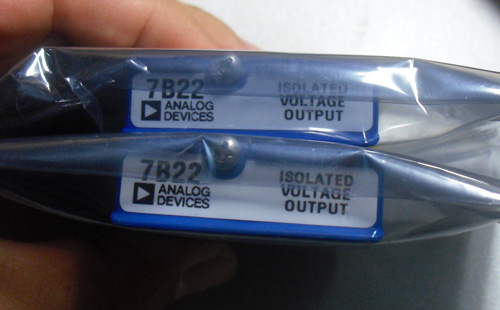 7B22
ANALOG
DEVICES
ISOLATED
VOLTAGE
OUTPUT
7B22
ANALOG
DEVICES
ISOLATED
VOLTAGE
OUTPUT